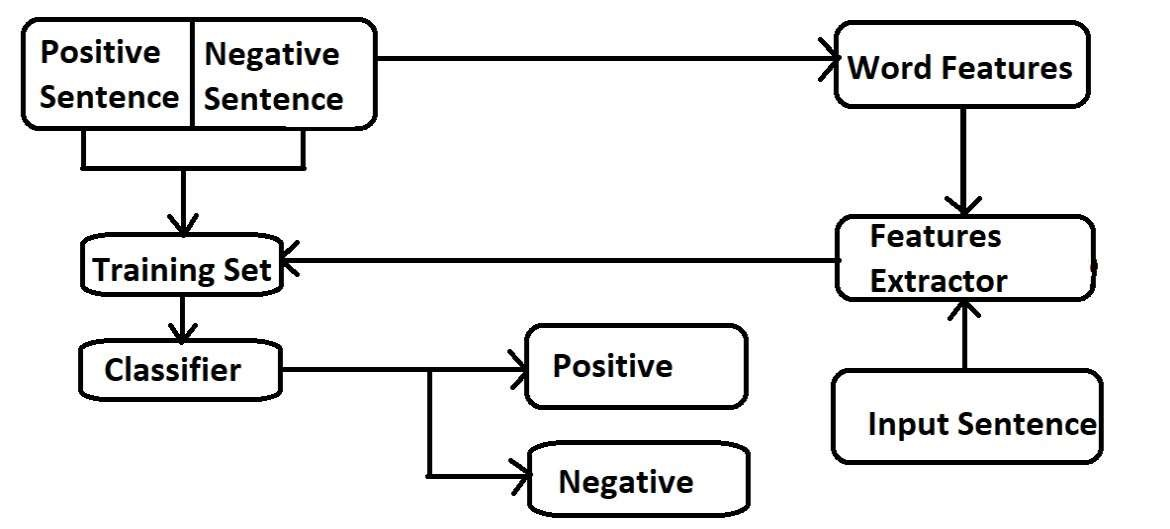 Positive
Sentence
Negative
Sentence
Word Features
Features
Extractor
Training Set
Classifier
Positive
Input Sentence
Negative